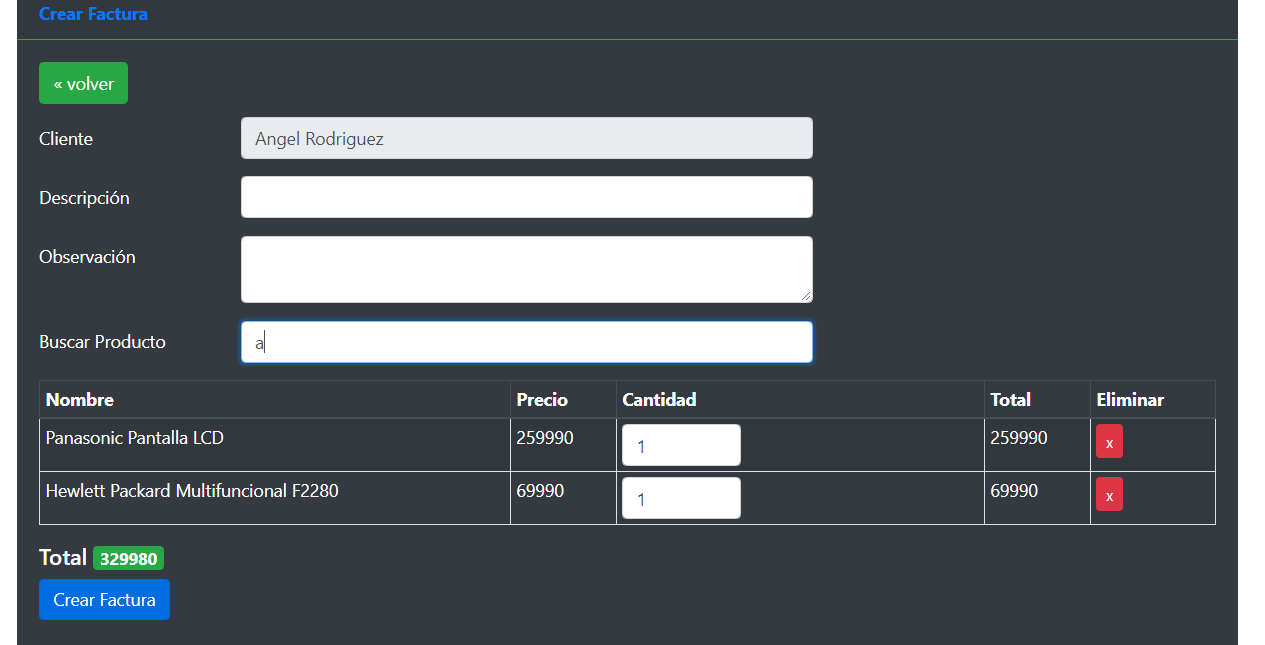 Crear Factura
« volver
Cliente Angel Rodriguez
Descripción
Observación
Buscar Producto a
Nombre Precio Cantidad Total Eliminar
Panasonic Pantalla LCD 259990 1 259990 x
Hewlett Packard Multifuncional F2280 69990 1 69990 x
Total 329980
Crear Factura